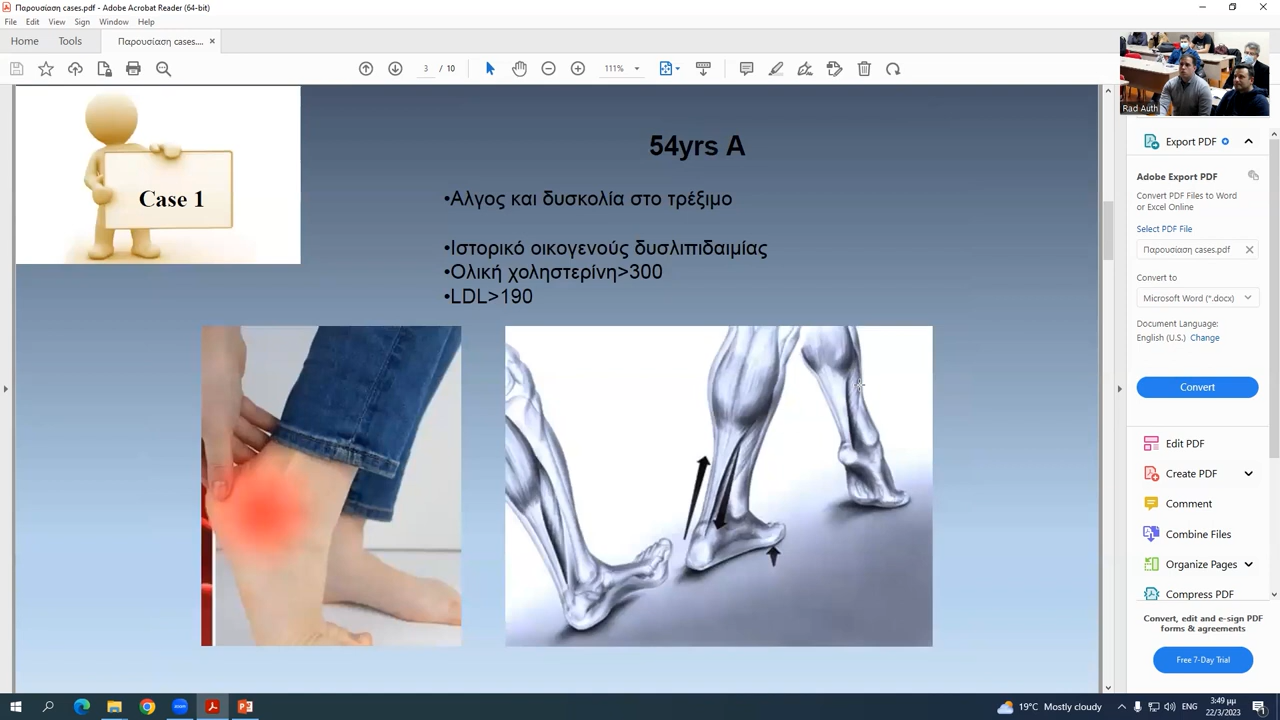 Παρουσίαση cases.pdf - Adobe Acrobat Reader (64-bit)
File Edit View Sign Window Help
Home Tools Παρουσίαση cases.... ×
111%
Rad Auth
Case 1
54yrs A
•Αλγος και δυσκολία στο τρέξιμο
•Ιστορικό οικογενούς δυσλιπιδαιμίας
•Ολική χοληστερίνη>300
•LDL>190
Export PDF
Adobe Export PDF
Convert PDF Files to Word
or Excel Online
Select PDF File
Παρουσίαση cases.pdf
Convert to
Microsoft Word (*.docx)
Document Language:
English (U.S.) Change
Convert
Edit PDF
Create PDF
Comment
Combine Files
Organize Pages
Compress PDF
Convert, edit and e-sign PDF
forms & agreements
Free 7-Day Trial
19°C Mostly cloudy
ENG
3:49 μμ
22/3/2023